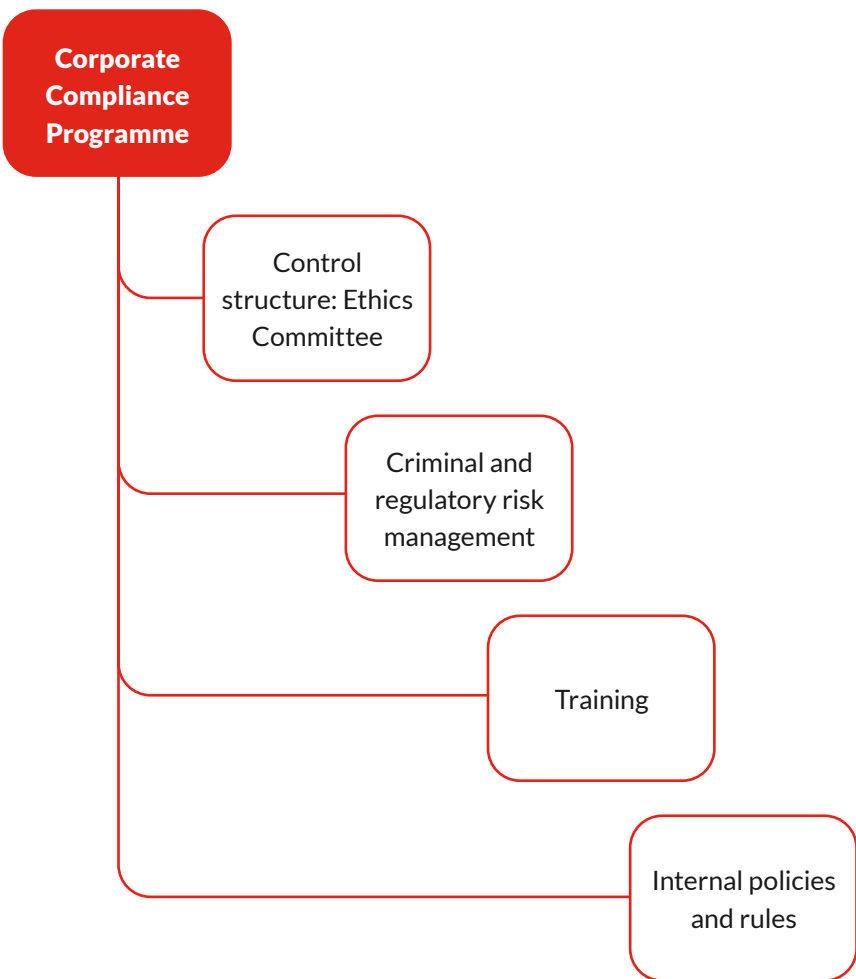 Corporate
Compliance
Programme
Control
structure: Ethics
Committee
Criminal and
regulatory risk
management
Training
Internal policies
and rules